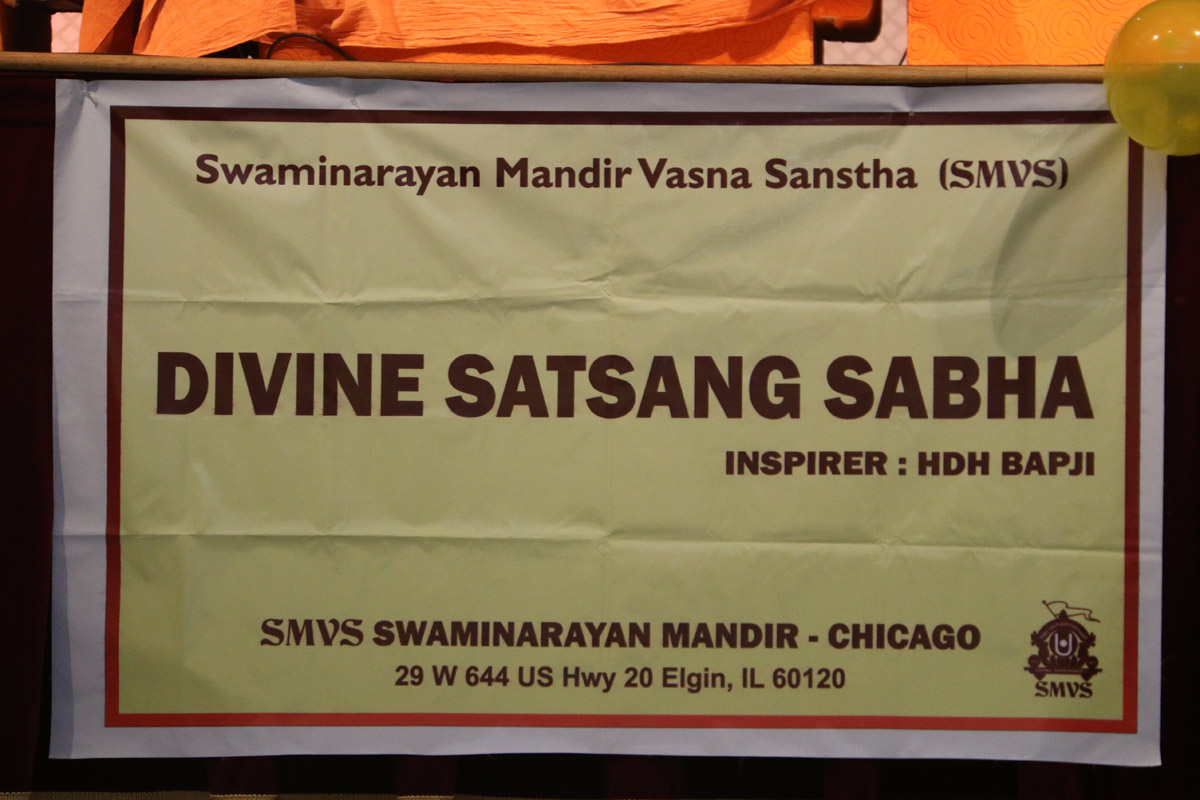 Swaminarayan Mandir Vasna Sanstha (SMVS)
DIVINE SATSANG SABHA
INSPIRER : HDH BAPJI
SMVS SWAMINARAYAN MANDIR - CHICAGO
29 W 644 US Hwy 20 Elgin, IL 60120
SMVS